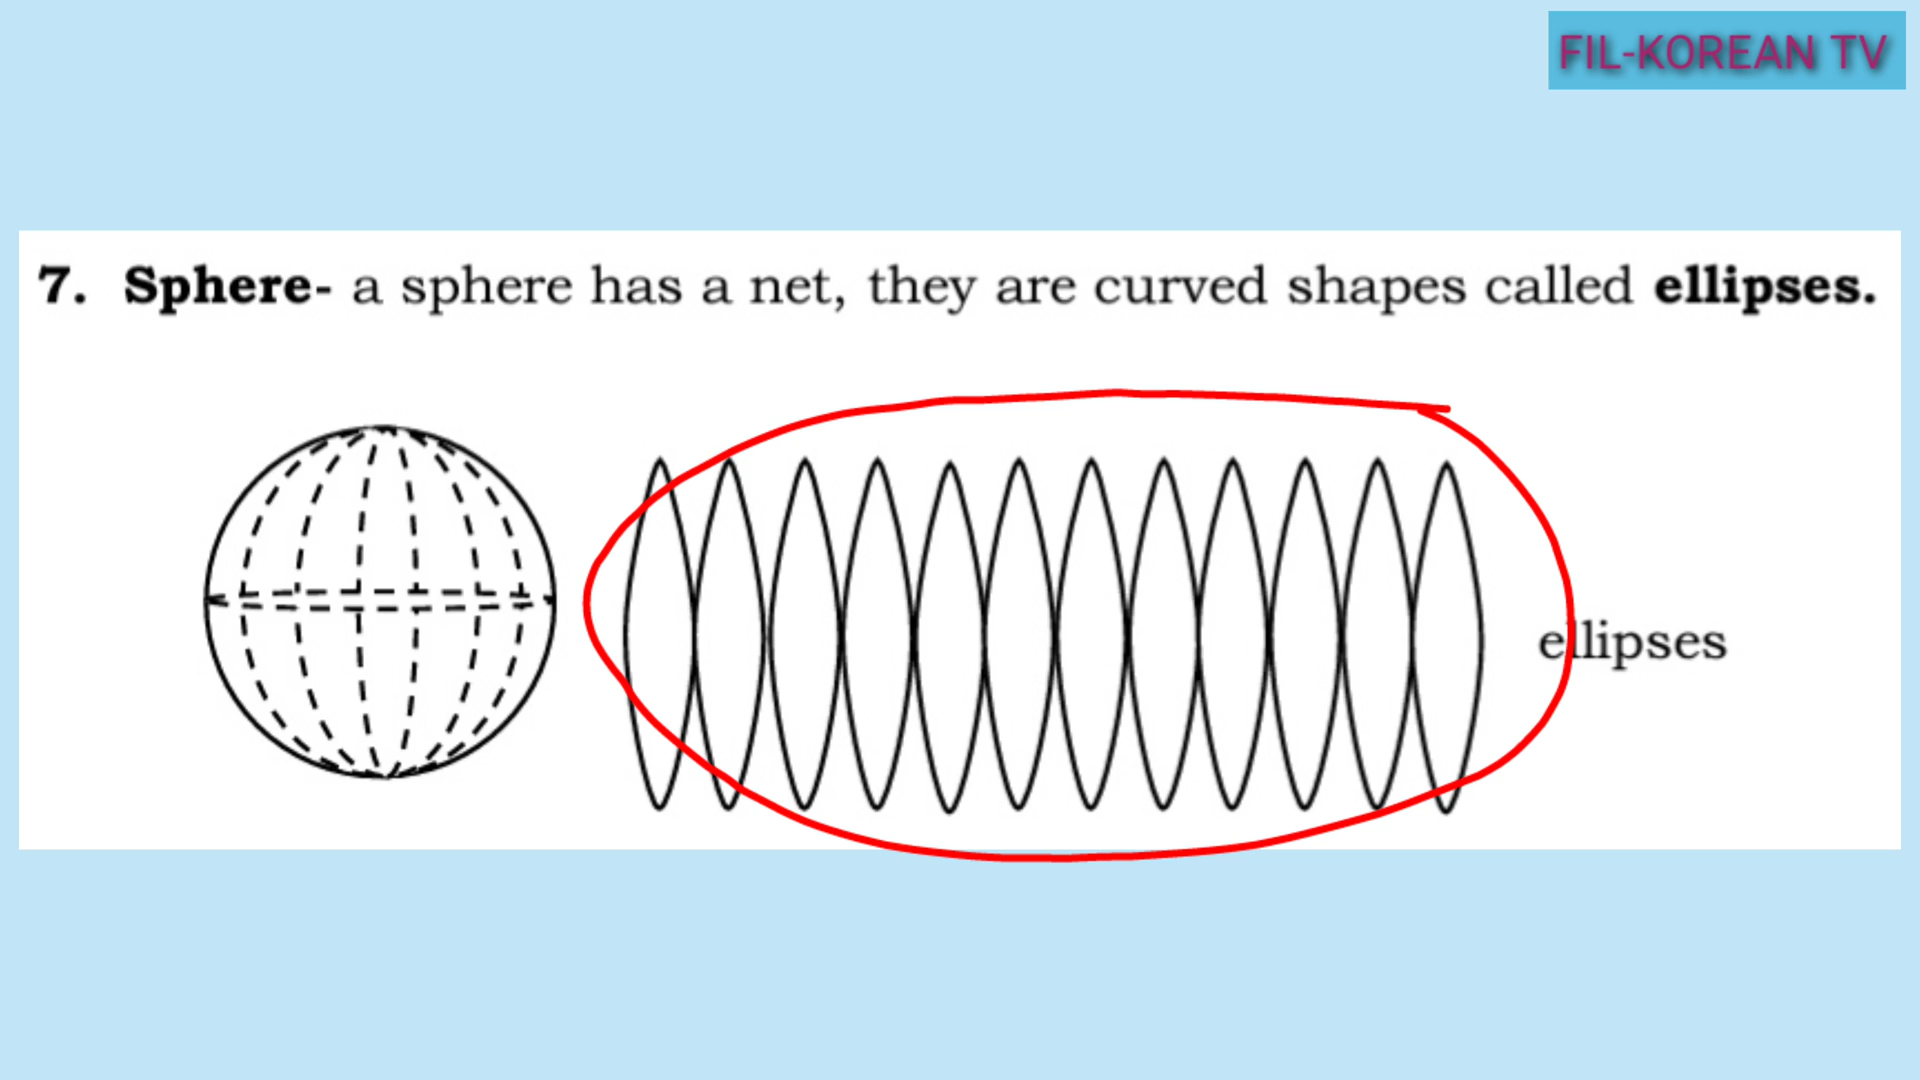 FIL-KOREAN TV
7. Sphere- a sphere has a net, they are curved shapes called ellipses.
ellipses